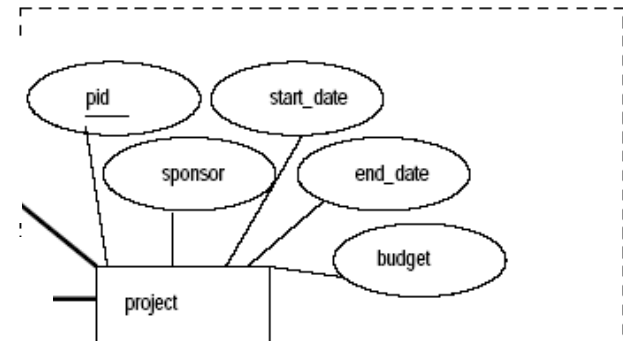 pid
start_date
sponsor
end_date
budget
project